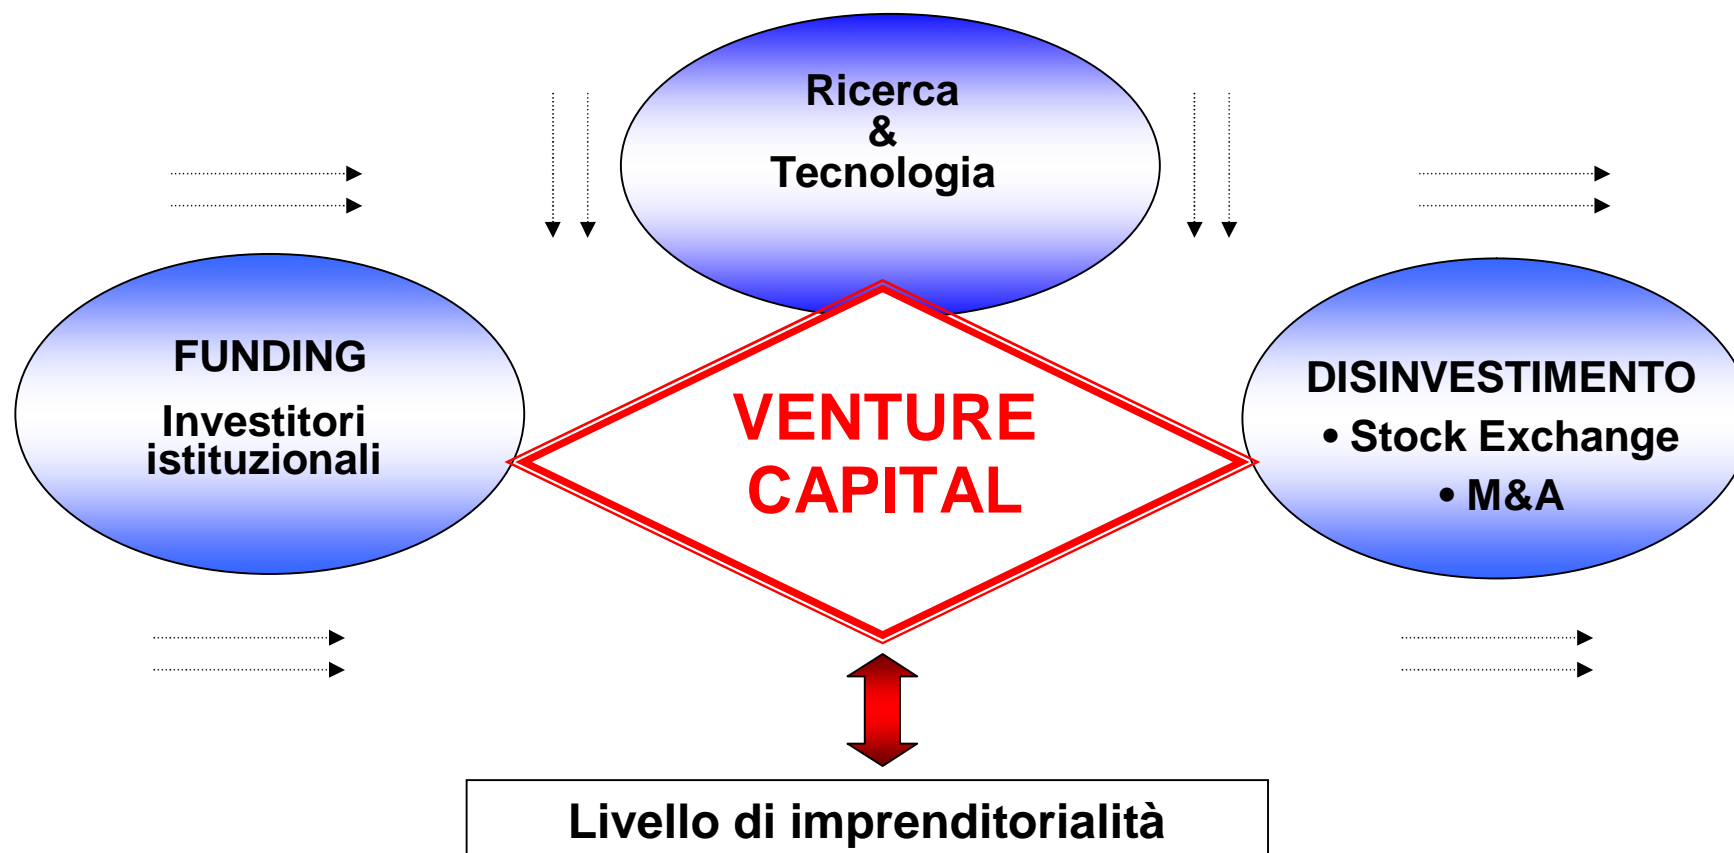 Ricerca
&
Tecnologia
FUNDING
Investitori
istituzionali
VENTURE
CAPITAL
DISINVESTIMENTO
• Stock Exchange
• M&A
Livello di imprenditorialità